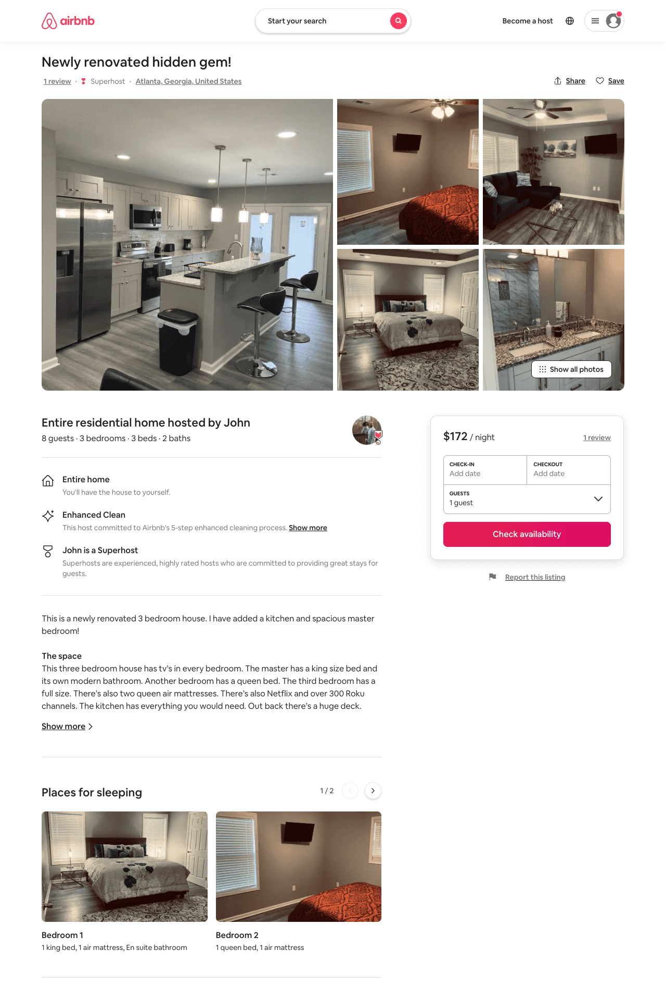 airbnb
Start your search
Become a host
Newly renovated hidden gem!
1 review · Superhost · Atlanta, Georgia, United States
Share
Save
Show all photos
Entire residential home hosted by John
8 guests · 3 bedrooms · 3 beds · 2 baths
Entire home
You’ll have the house to yourself.
Enhanced Clean
This host committed to Airbnb's 5-step enhanced cleaning process. Show more
John is a Superhost
Superhosts are experienced, highly rated hosts who are committed to providing great stays for
guests.
$172 / night
1 review
CHECK-IN
Add date
CHECKOUT
Add date
GUESTS
1 guest
Check availability
Report this listing
This is a newly renovated 3 bedroom house. I have added a kitchen and spacious master
bedroom!
The space
This three bedroom house has tv’s in every bedroom. The master has a king size bed and
its own modern bathroom. Another bedroom has a queen bed. The third bedroom has a
full size. There’s also two queen air mattresses. There’s also Netflix and over 300 Roku
channels. The kitchen has everything you would need. Out back there’s a huge deck.
Show more
Places for sleeping
1 / 2
Bedroom 1
1 king bed, 1 air mattress, En suite bathroom
Bedroom 2
1 queen bed, 1 air mattress